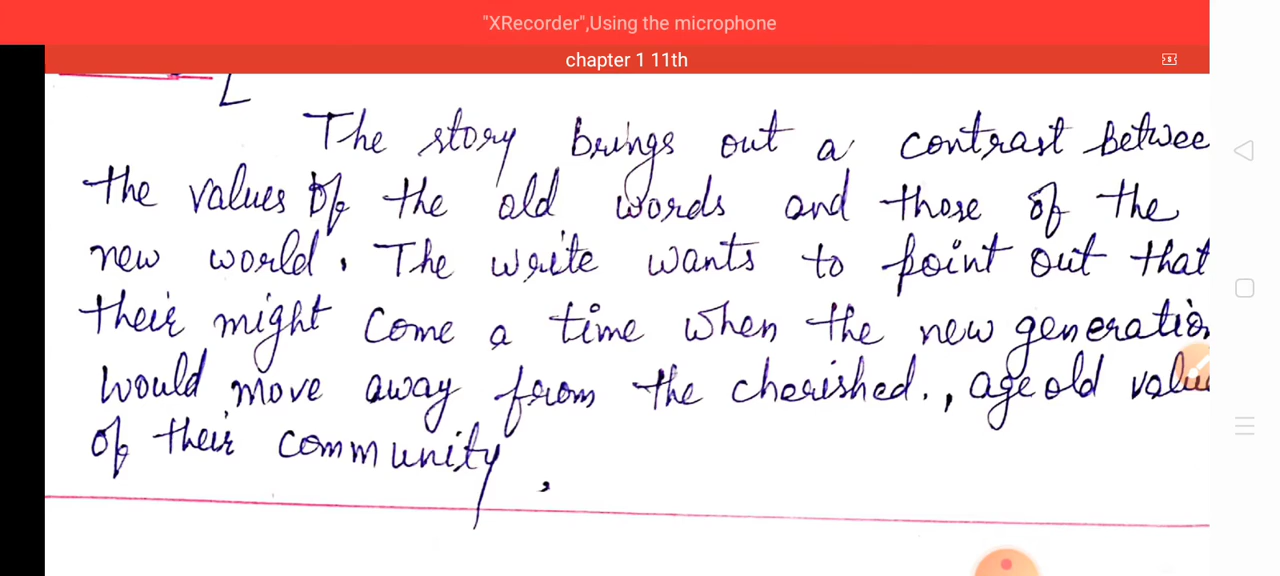 "XRecorder",Using the microphone
chapter 1 11th
The story brings out a contrast betwee
the values of the old words and those of the
new world. The write wants to point out that
their might come a time when the new generation
would move away from the cherished., age old valu
of their community.